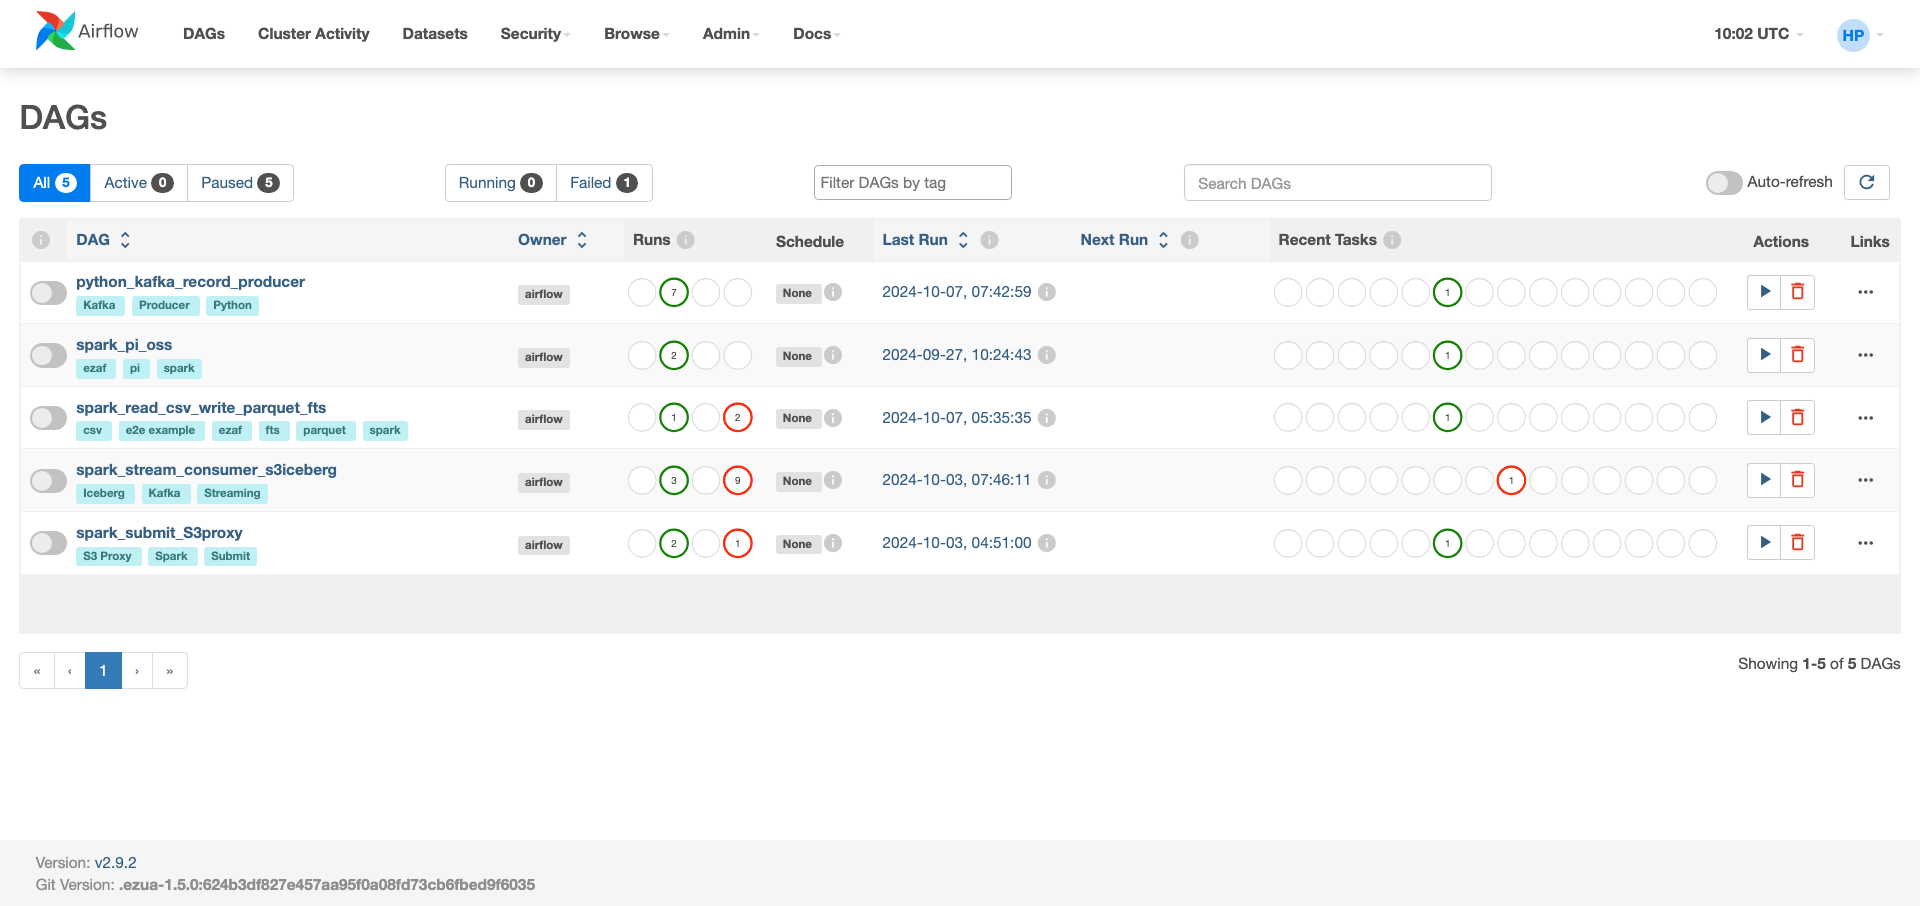 Airflow DAGs Cluster Activity Datasets Security Browse Admin Docs 10:02 UTC HP
DAGs
All 5 Active 0 Paused 5 Running 0 Failed 1 Filter DAGs by tag Search DAGs Auto-refresh
DAG Owner Runs Schedule Last Run Next Run Recent Tasks Actions Links
python_kafka_record_producer
Kafka Producer Python
airflow 7 None 2024-10-07, 07:42:59 1
spark_pi_oss
ezaf pi spark
airflow 2 None 2024-09-27, 10:24:43 1
spark_read_csv_write_parquet_fts
csv e2e example ezaf fts parquet spark
airflow 1 2 None 2024-10-07, 05:35:35 1
spark_stream_consumer_s3iceberg
Iceberg Kafka Streaming
airflow 3 9 None 2024-10-03, 07:46:11 1
spark_submit_S3proxy
S3 Proxy Spark Submit
airflow 2 1 None 2024-10-03, 04:51:00 1
« ‹ 1 › »
Showing 1-5 of 5 DAGs
Version: v2.9.2
Git Version: .ezua-1.5.0:624b3df827e457aa95f0a08fd73cb6fbed9f6035